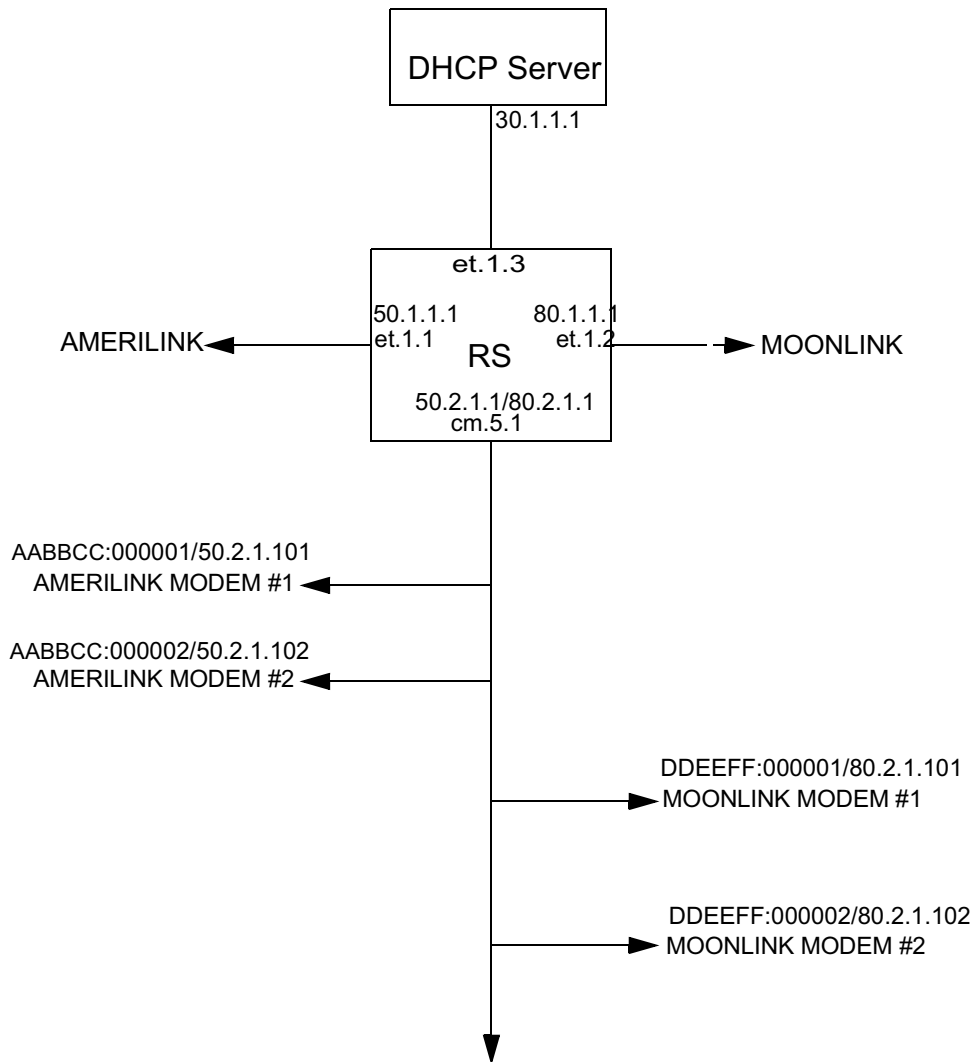 DHCP Server
30.1.1.1
et.1.3
50.1.1.1
80.1.1.1
AMERILINK
et.1.1
et.1.2
MOONLINK
RS
50.2.1.1/80.2.1.1
cm.5.1
AABBCC:000001/50.2.1.101
AMERILINK MODEM #1
AABBCC:000002/50.2.1.102
AMERILINK MODEM #2
DDEEFF:000001/80.2.1.101
MOONLINK MODEM #1
DDEEFF:000002/80.2.1.102
MOONLINK MODEM #2